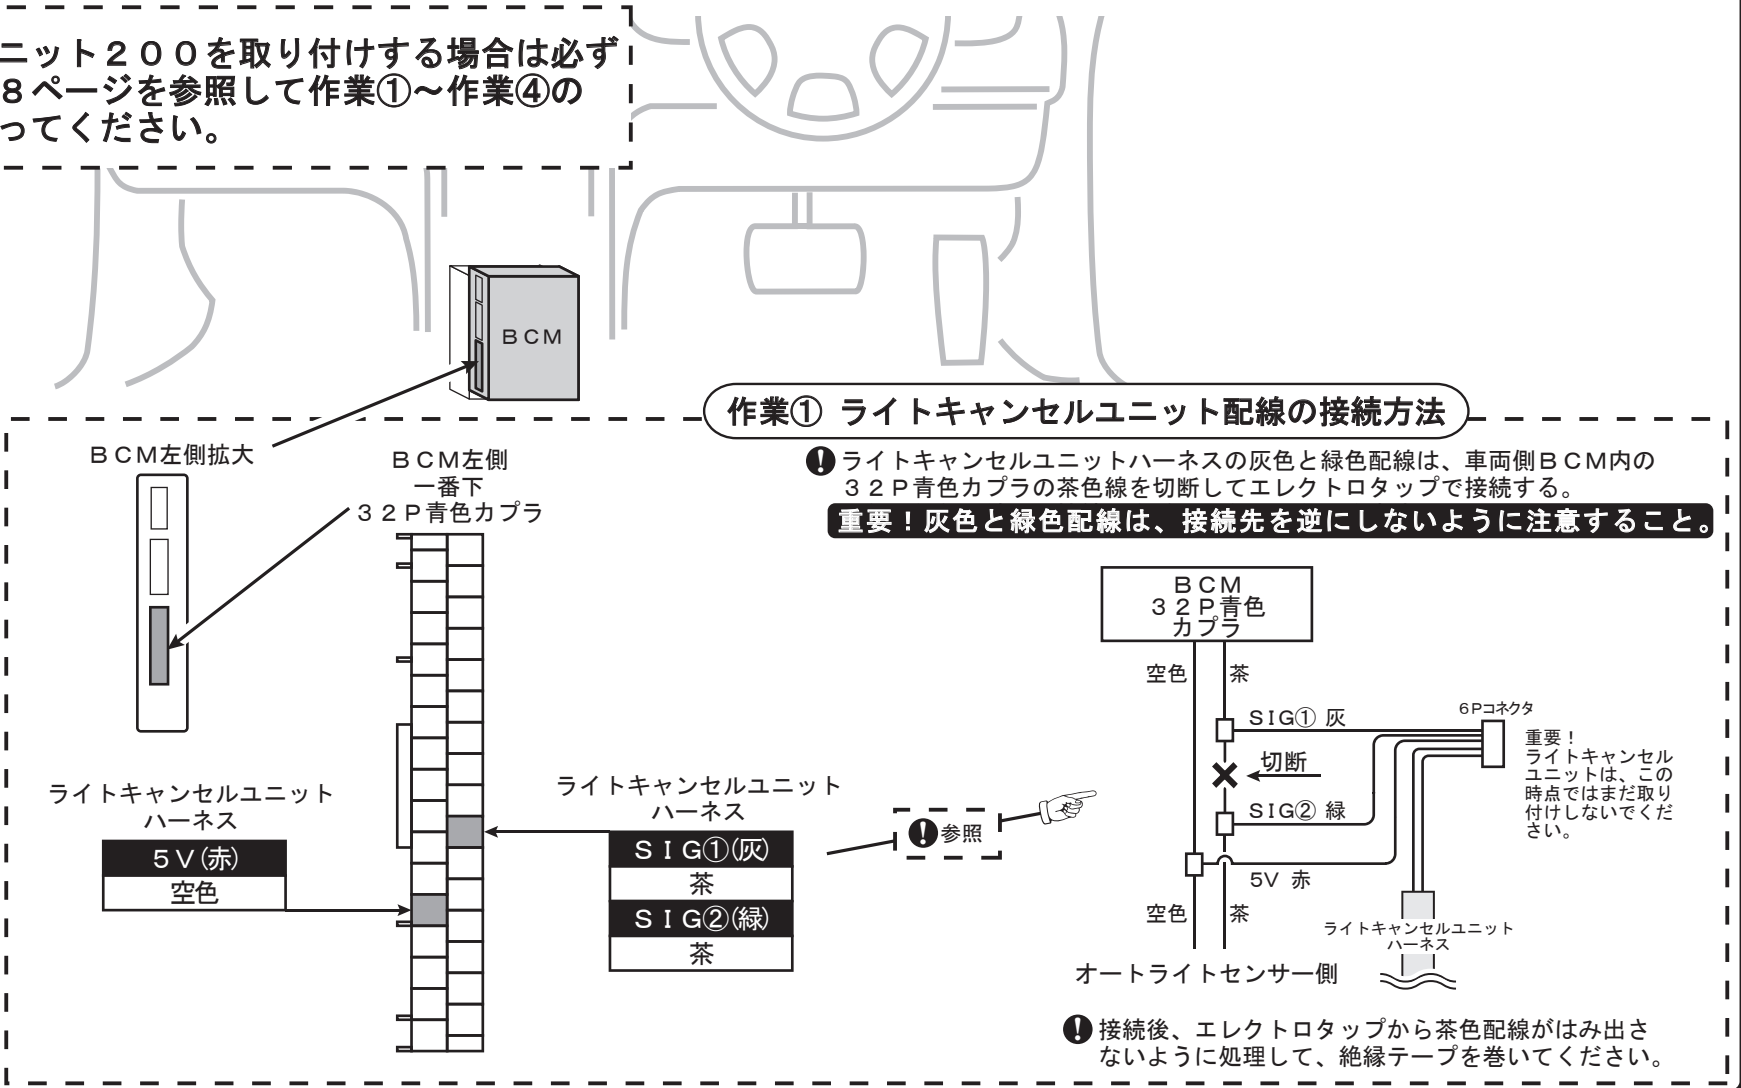 ニット２００を取り付けする場合は必ず
８ページを参照して作業①～作業④の
ってください。
ＢＣＭ
作業① ライトキャンセルユニット配線の接続方法
ライトキャンセルユニットハーネスの灰色と緑色配線は、車両側ＢＣＭ内の
３２Ｐ青色カプラの茶色線を切断してエレクトロタップで接続する。
重要！灰色と緑色配線は、接続先を逆にしないように注意すること。
ＢＣＭ左側拡大
ＢＣＭ左側
一番下
３２Ｐ青色カプラ
ライトキャンセルユニット
ハーネス
５Ｖ(赤)
空色
ライトキャンセルユニット
ハーネス
ＳＩＧ①(灰)
茶
ＳＩＧ②(緑)
茶
参照
ＢＣＭ
３２Ｐ青色
カプラ
空色
茶
SIG① 灰
切断
SIG② 緑
5V 赤
空色
茶
オートライトセンサー側
６Pコネクタ
重要！
ライトキャンセル
ユニットは、この
時点ではまだ取り
付けしないでくだ
さい。
ライトキャンセルユニット
ハーネス
接続後、エレクトロタップから茶色配線がはみ出さ
ないように処理して、絶縁テープを巻いてください。